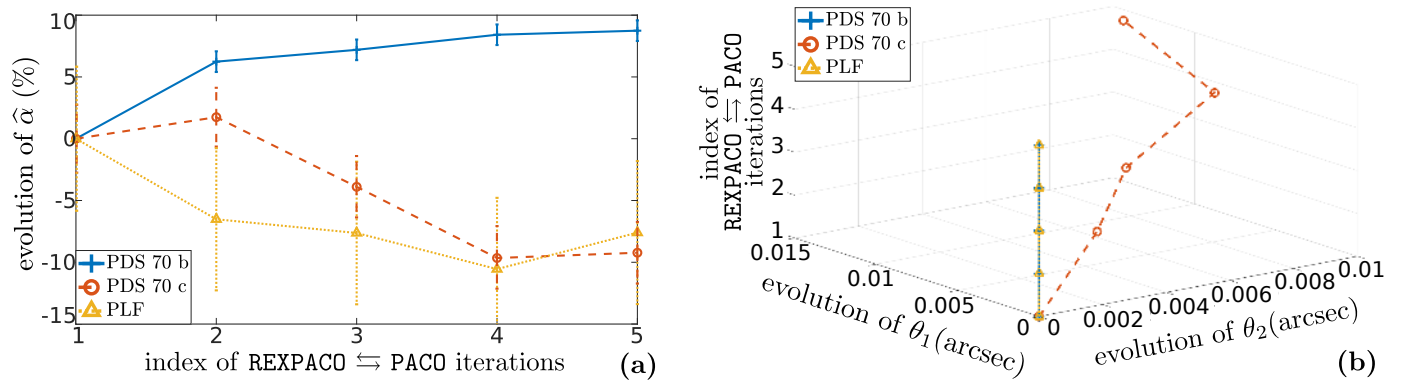 10
5
0
-5
-10
-15
evolution of α̂ (%)
PDS 70 b
PDS 70 c
PLF
1 2 3 4 5
index of REXPACO ⇆ PACO iterations
(a)
PDS 70 b
PDS 70 c
PLF
index of
REXPACO ⇆ PACO
iterations
5
4
3
2
1
0.015
0.01
0.005
0
evolution of θ₁(arcsec)
0 0.002 0.004 0.006 0.008 0.01
evolution of θ₂(arcsec)
(b)